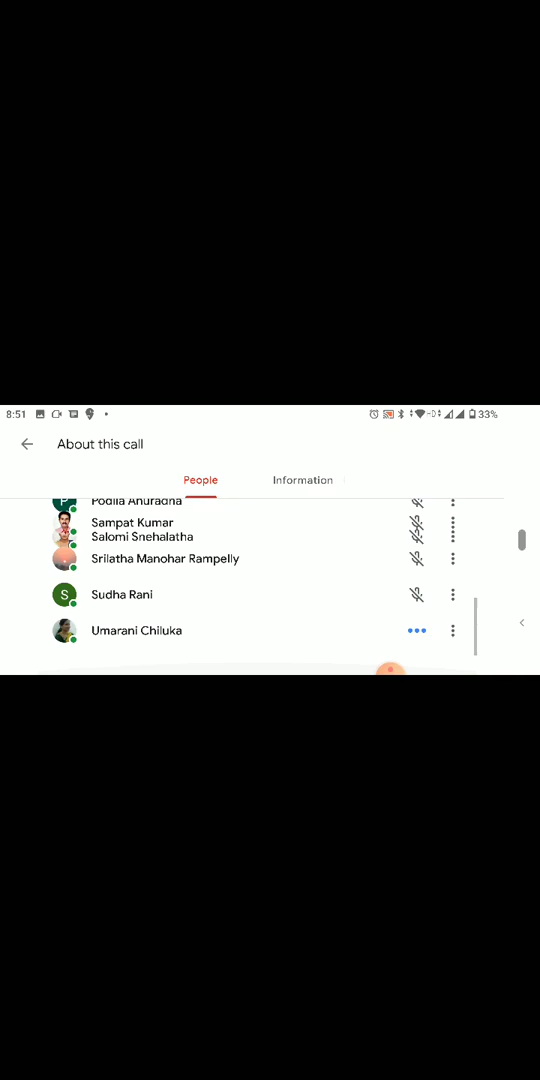 8:51 33%
About this call
People Information
Podila Anuradha
Sampat Kumar
Salomi Snehalatha
Srilatha Manohar Rampelly
S Sudha Rani
Umarani Chiluka